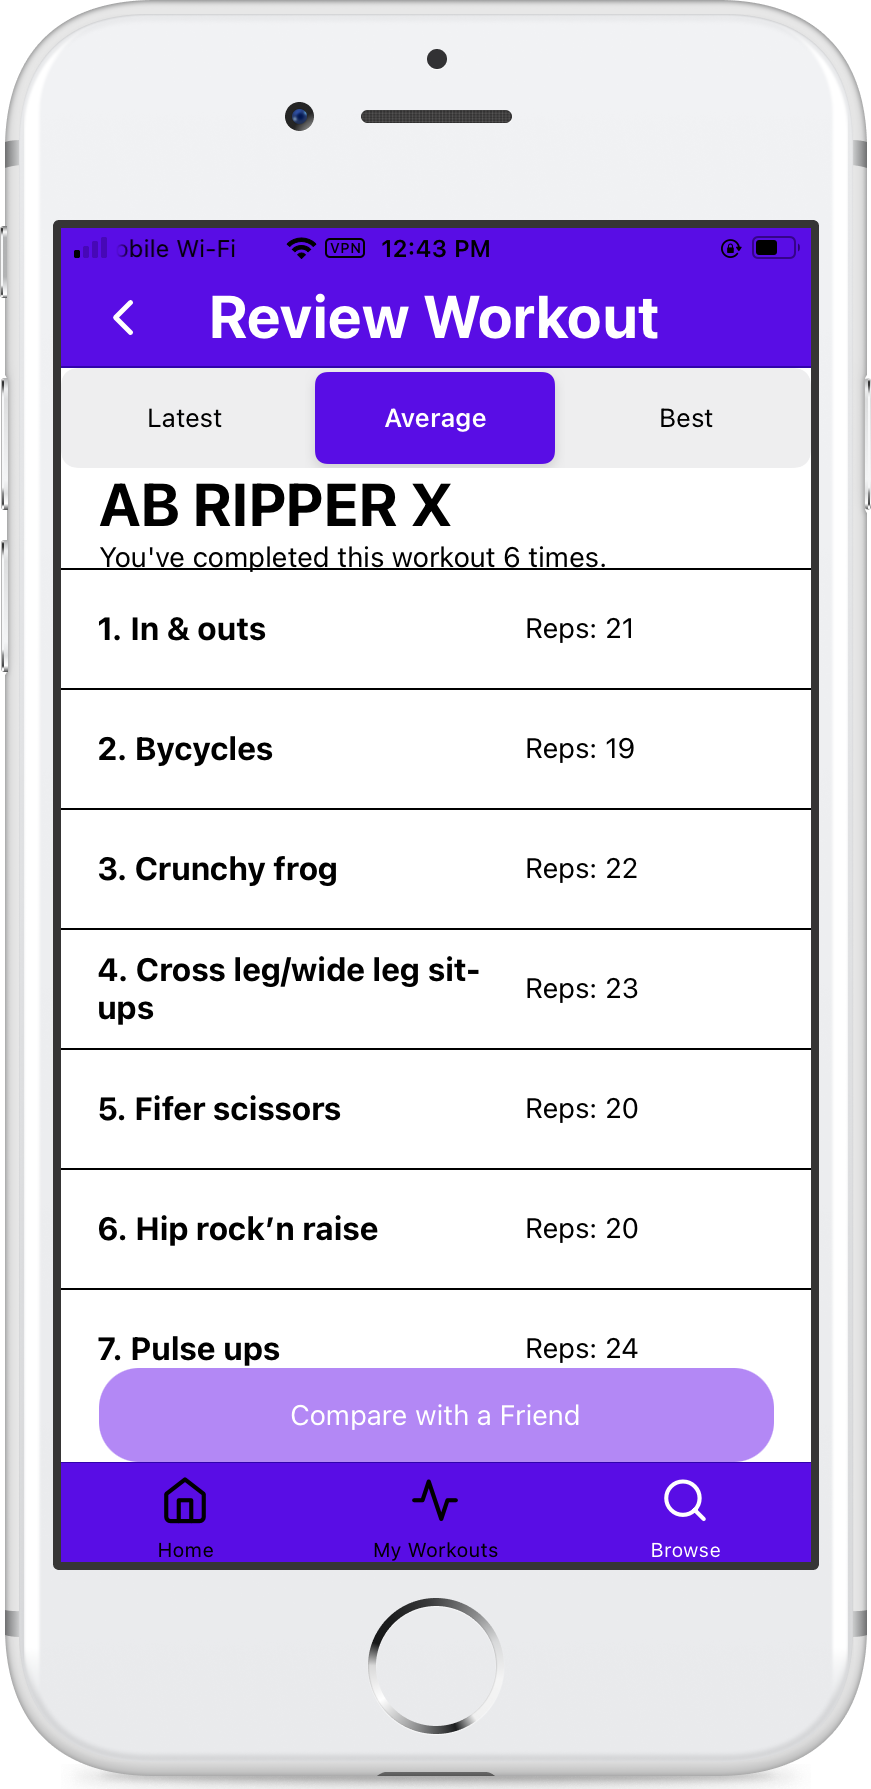 obile Wi-Fi VPN 12:43 PM
Review Workout
Latest Average Best
AB RIPPER X
You've completed this workout 6 times.
1. In & outs Reps: 21
2. Bycycles Reps: 19
3. Crunchy frog Reps: 22
4. Cross leg/wide leg sit-
ups Reps: 23
5. Fifer scissors Reps: 20
6. Hip rock’n raise Reps: 20
7. Pulse ups Reps: 24
Compare with a Friend
Home My Workouts Browse